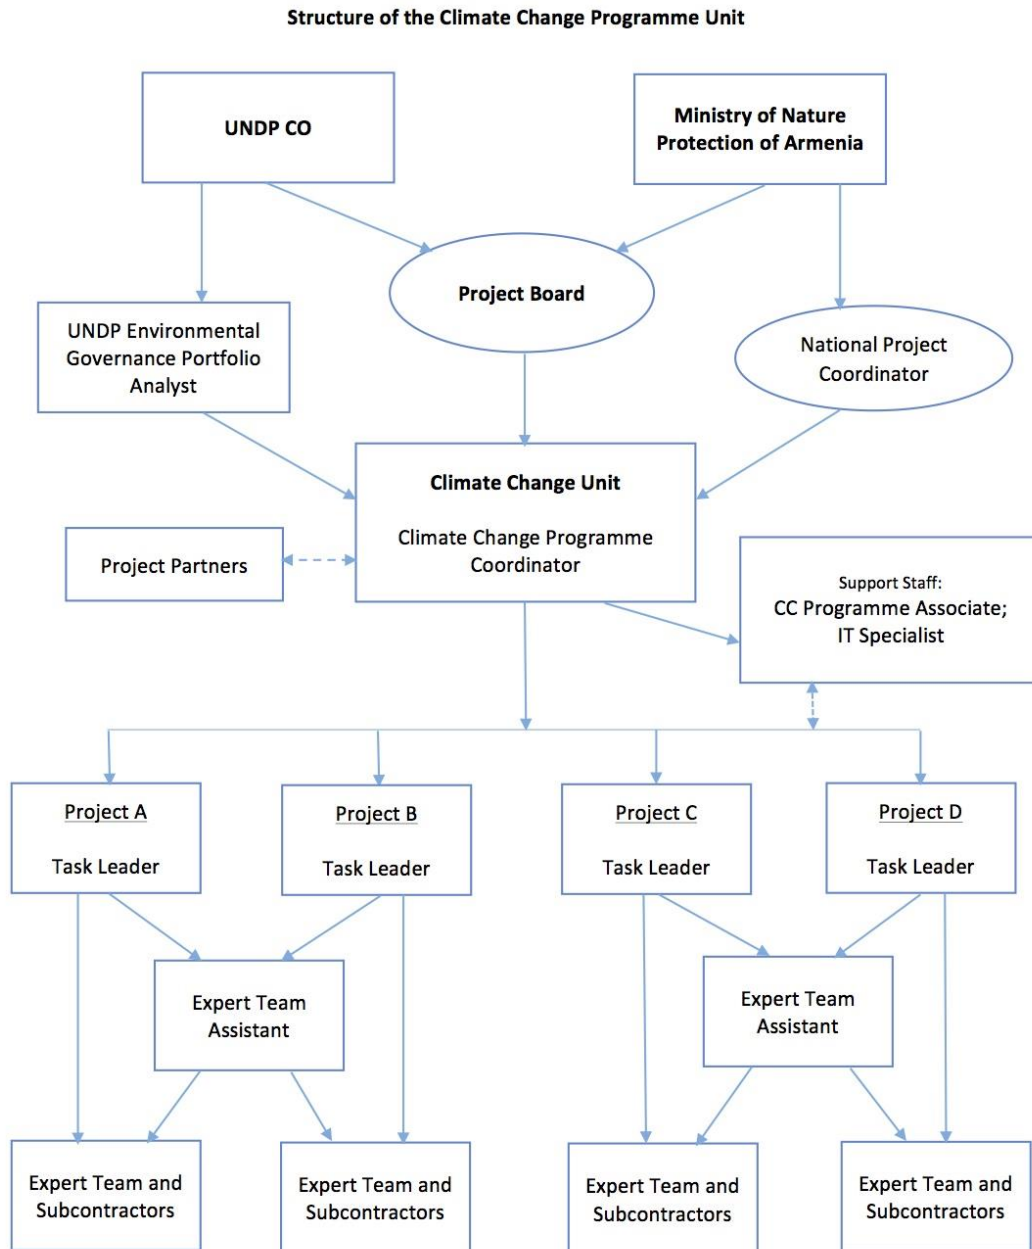 Structure of the Climate Change Programme Unit
UNDP CO
Ministry of Nature
Protection of Armenia
Project Board
UNDP Environmental
Governance Portfolio
Analyst
National Project
Coordinator
Climate Change Unit
Climate Change Programme
Coordinator
Project Partners
Support Staff:
CC Programme Associate;
IT Specialist
Project A
Task Leader
Project B
Task Leader
Project C
Task Leader
Project D
Task Leader
Expert Team
Assistant
Expert Team
Assistant
Expert Team and
Subcontractors
Expert Team and
Subcontractors
Expert Team and
Subcontractors
Expert Team and
Subcontractors